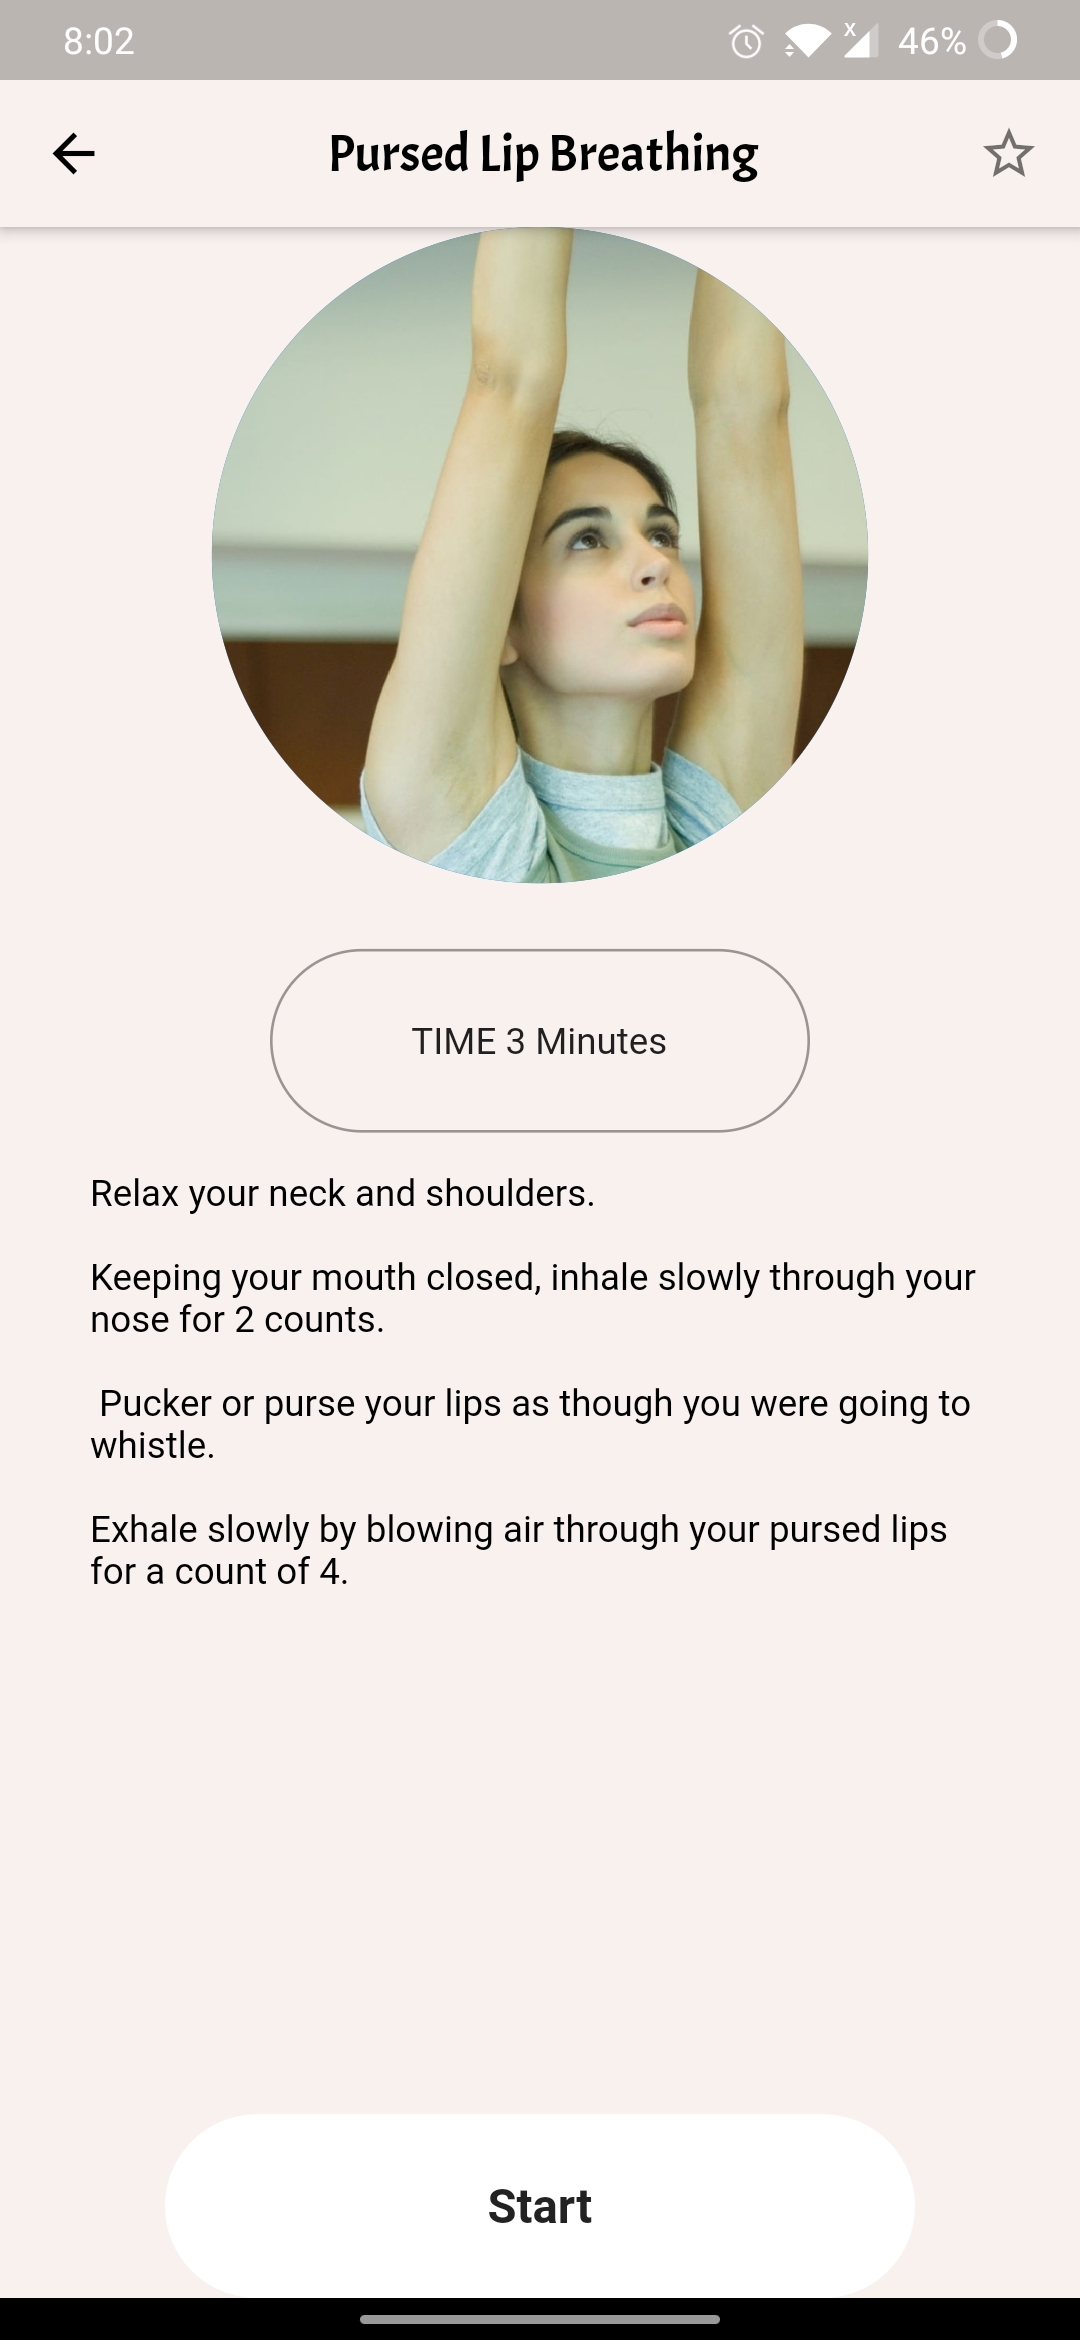 8:02
X
46%
Pursed Lip Breathing
TIME 3 Minutes
Relax your neck and shoulders.
Keeping your mouth closed, inhale slowly through your
nose for 2 counts.
Pucker or purse your lips as though you were going to
whistle.
Exhale slowly by blowing air through your pursed lips
for a count of 4.
Start